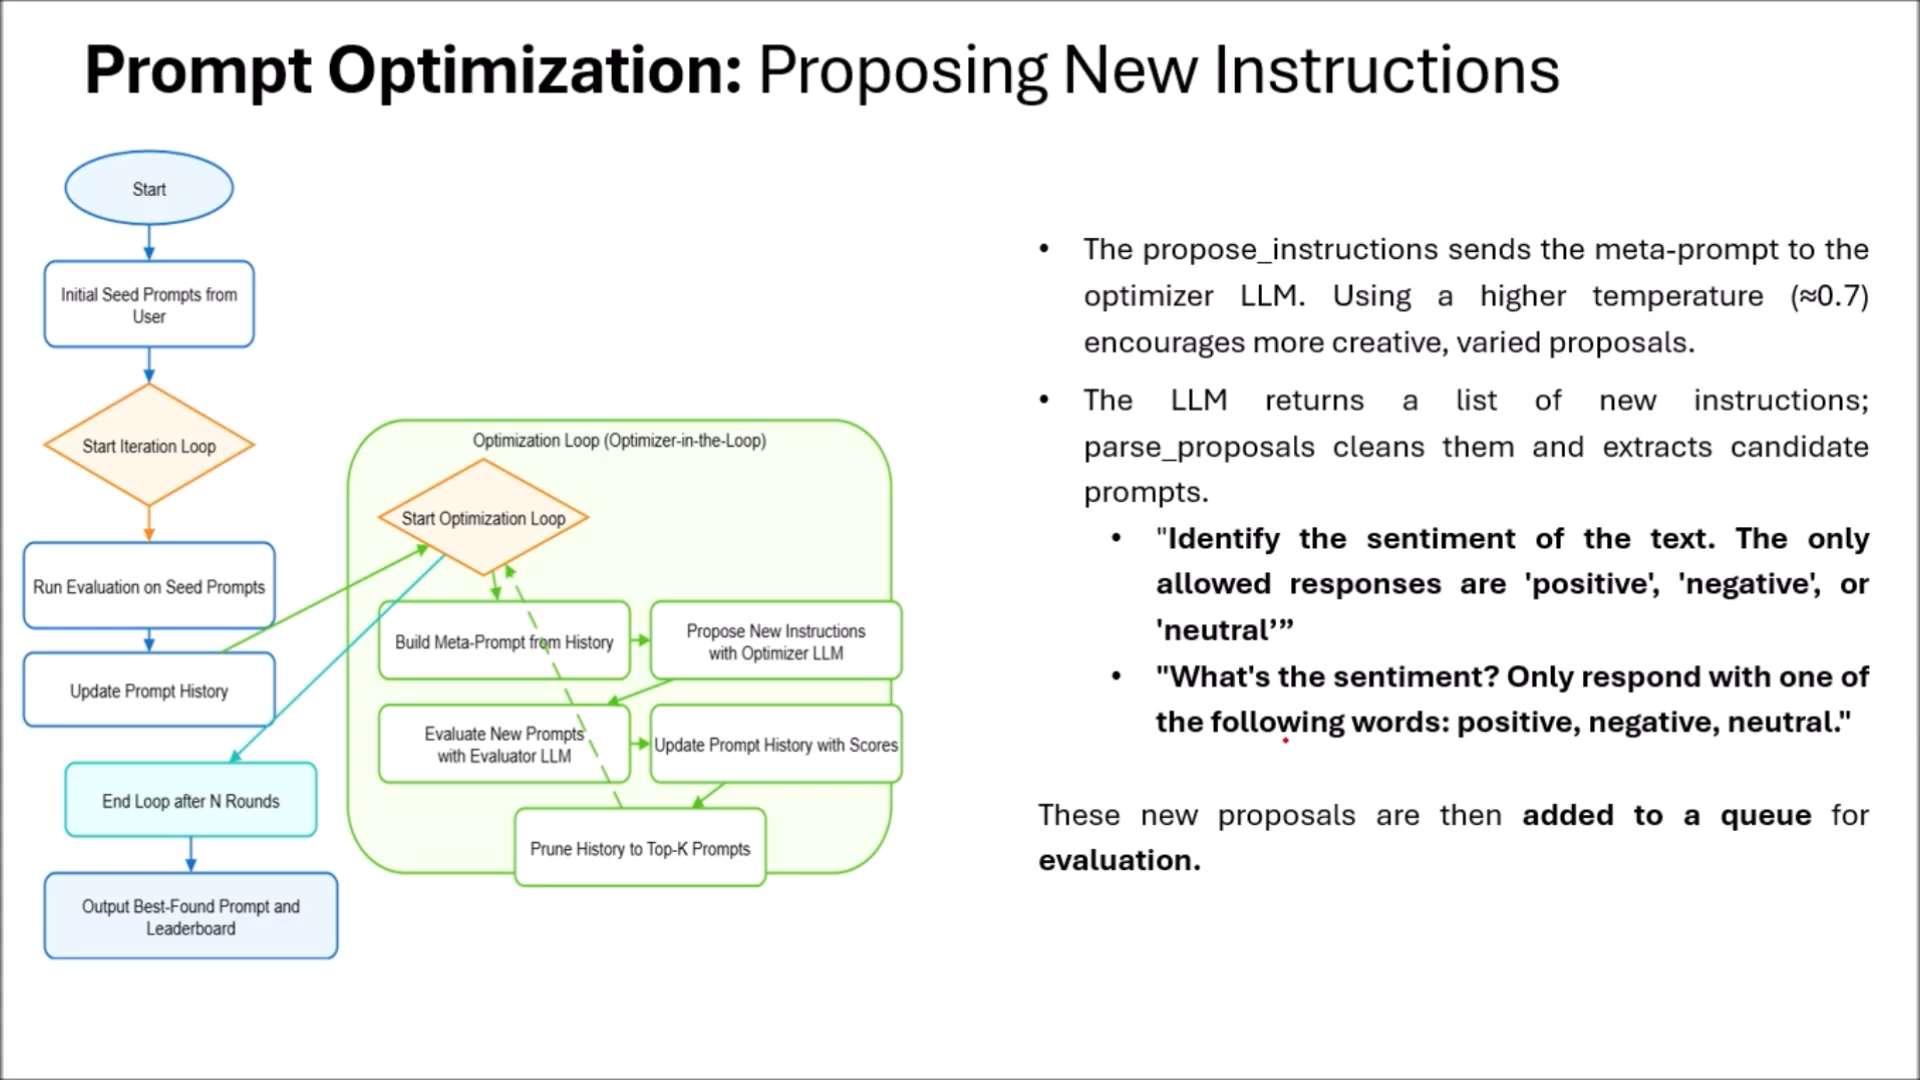 Prompt Optimization: Proposing New Instructions
Start
Initial Seed Prompts from
User
Start Iteration Loop
Run Evaluation on Seed Prompts
Update Prompt History
End Loop after N Rounds
Output Best-Found Prompt and
Leaderboard
Optimization Loop (Optimizer-in-the-Loop)
Start Optimization Loop
Build Meta-Prompt from History
Propose New Instructions
with Optimizer LLM
Evaluate New Prompts
with Evaluator LLM
Update Prompt History with Scores
Prune History to Top-K Prompts
• The propose_instructions sends the meta-prompt to the
optimizer LLM. Using a higher temperature (≈0.7)
encourages more creative, varied proposals.
• The LLM returns a list of new instructions;
parse_proposals cleans them and extracts candidate
prompts.
• "Identify the sentiment of the text. The only
allowed responses are 'positive', 'negative', or
'neutral’”
• "What's the sentiment? Only respond with one of
the following words: positive, negative, neutral."
These new proposals are then added to a queue for
evaluation.